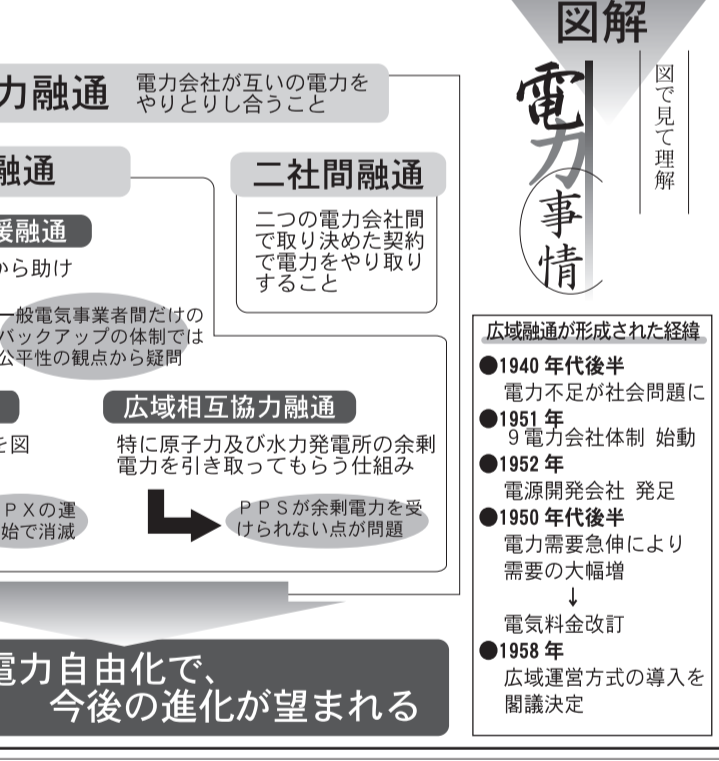 図解
図で見て理解
電力事情
力融通
電力会社が互いの電力を
やりとりし合うこと
融通
二社間融通
二つの電力会社間
で取り決めた契約
で電力をやり取り
すること
援融通
から助け
一般電気事業者間だけの
バックアップの体制では
公平性の観点から疑問
広域相互協力融通
を図
特に原子力及び水力発電所の余剰
電力を引き取ってもらう仕組み
ＰＸの運
始で消滅
ＰＰＳが余剰電力を受
けられない点が問題
電力自由化で、
今後の進化が望まれる
広域融通が形成された経緯
●1940 年代後半
電力不足が社会問題に
●1951 年
９電力会社体制 始動
●1952 年
電源開発会社 発足
●1950 年代後半
電力需要急伸により
需要の大幅増
↓
電気料金改訂
●1958 年
広域運営方式の導入を
閣議決定